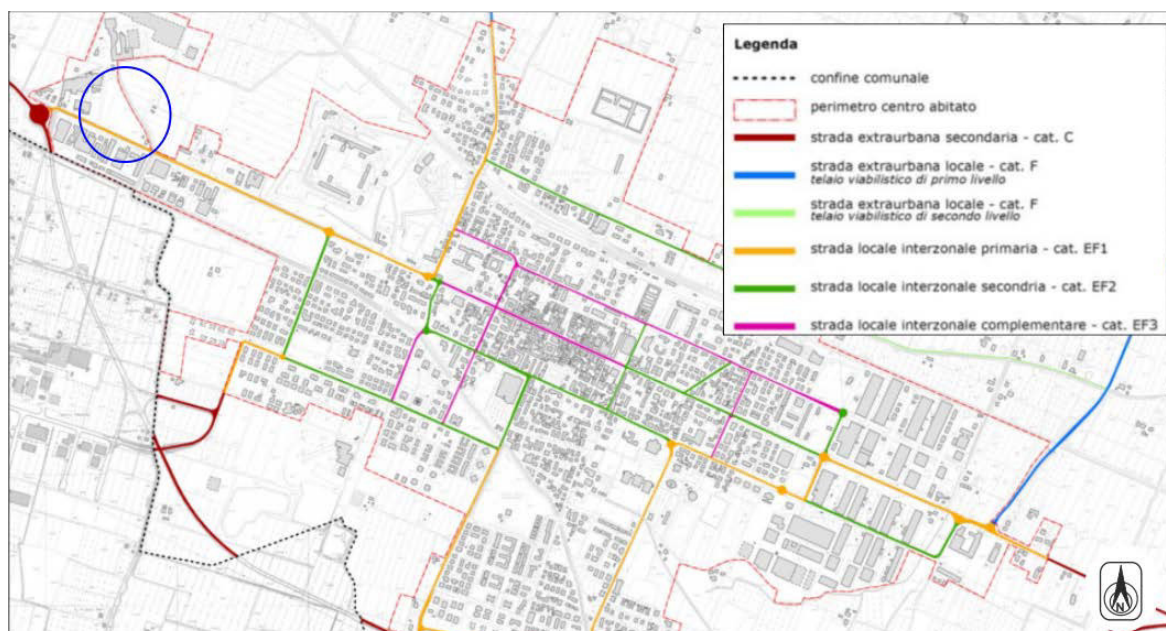 Legenda
confine comunale
perimetro centro abitato
strada extraurbana secondaria - cat. C
strada extraurbana locale - cat. F
telaio viabilistico di primo livello
strada extraurbana locale - cat. F
telaio viabilistico di secondo livello
strada locale interzonale primaria - cat. EF1
strada locale interzonale secondria - cat. EF2
strada locale interzonale complementare - cat. EF3
N